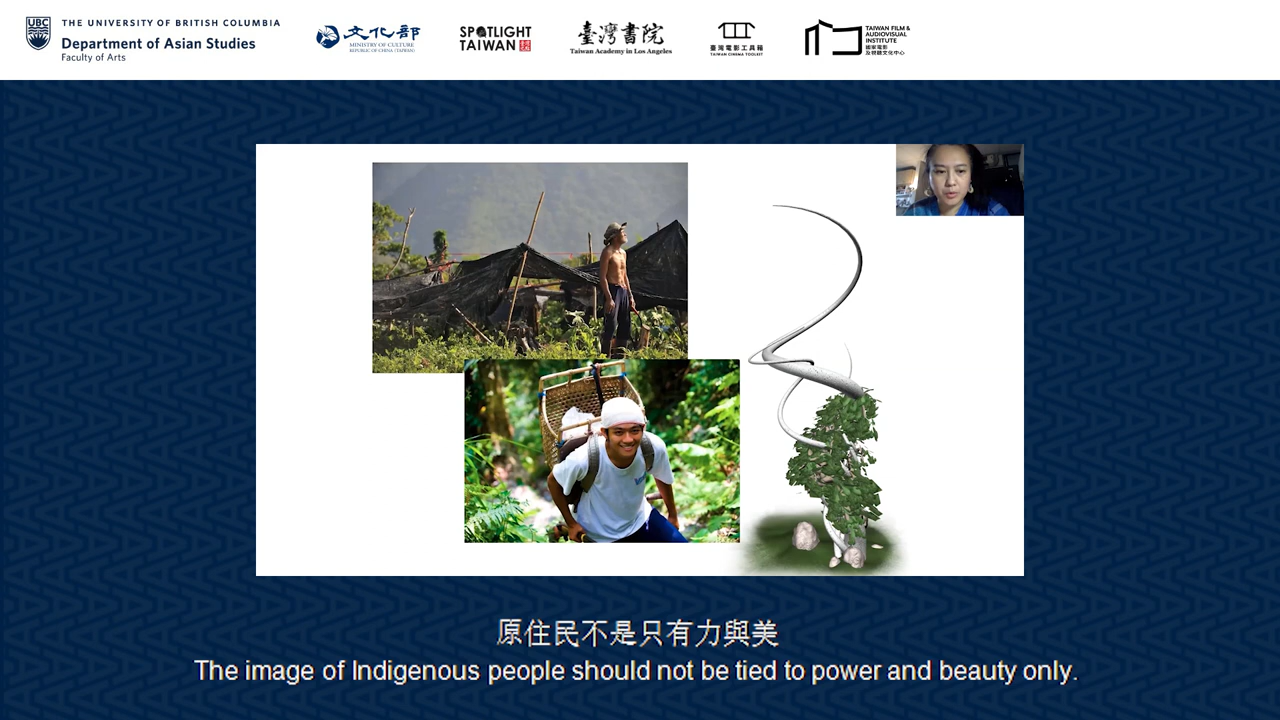 UBC
THE UNIVERSITY OF BRITISH COLUMBIA
Department of Asian Studies
Faculty of Arts
文化部
MINISTRY OF CULTURE
REPUBLIC OF CHINA (TAIWAN)
SPOTLIGHT
TAIWAN
臺灣書院
Taiwan Academy in Los Angeles
臺灣電影工具箱
TAIWAN CINEMA TOOLKIT
TAIWAN FILM &
AUDIOVISUAL
INSTITUTE
國家電影
及視聽文化中心
原住民不是只有力與美
The image of Indigenous people should not be tied to power and beauty only.